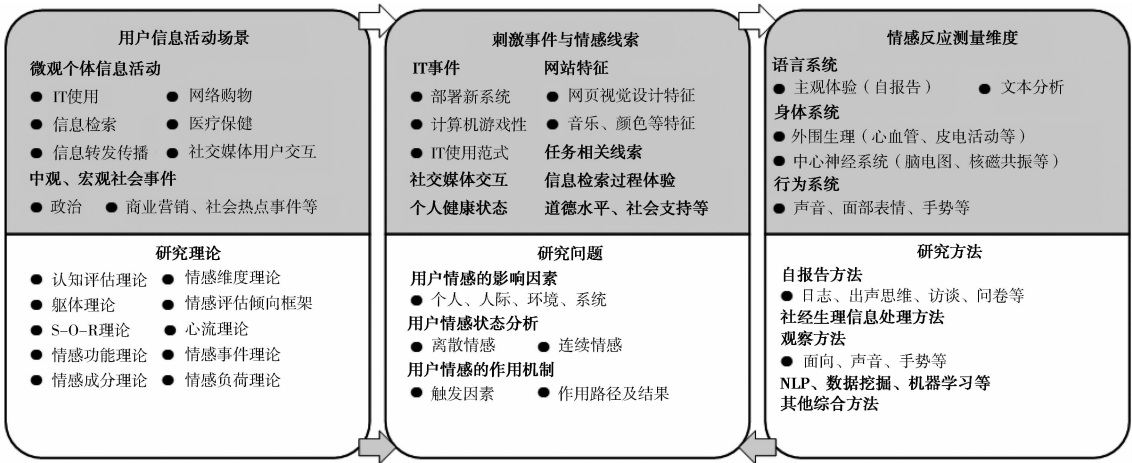 用户信息活动场景
微观个体信息活动
● IT使用 ● 网络购物
● 信息检索 ● 医疗保健
● 信息转发传播 ● 社交媒体用户交互
中观、宏观社会事件
● 政治 ● 商业营销、社会热点事件等
研究理论
● 认知评估理论 ● 情感维度理论
● 躯体理论 ● 情感评估倾向框架
● S-O-R理论 ● 心流理论
● 情感功能理论 ● 情感事件理论
● 情感成分理论 ● 情感负荷理论
刺激事件与情感线索
IT事件 网站特征
● 部署新系统 ● 网页视觉设计特征
● 计算机游戏性 ● 音乐、颜色等特征
● IT使用范式 任务相关线索
社交媒体交互 信息检索过程体验
个人健康状态 道德水平、社会支持等
研究问题
用户情感的影响因素
● 个人、人际、环境、系统
用户情感状态分析
● 离散情感 ● 连续情感
用户情感的作用机制
● 触发因素 ● 作用路径及结果
情感反应测量维度
语言系统
● 主观体验（自报告） ● 文本分析
身体系统
● 外围生理（心血管、皮电活动等）
● 中心神经系统（脑电图、核磁共振等）
行为系统
● 声音、面部表情、手势等
研究方法
自报告方法
● 日志、出声思维、访谈、问卷等
社经生理信息处理方法
观察方法
● 面向、声音、手势等
NLP、数据挖掘、机器学习等
其他综合方法